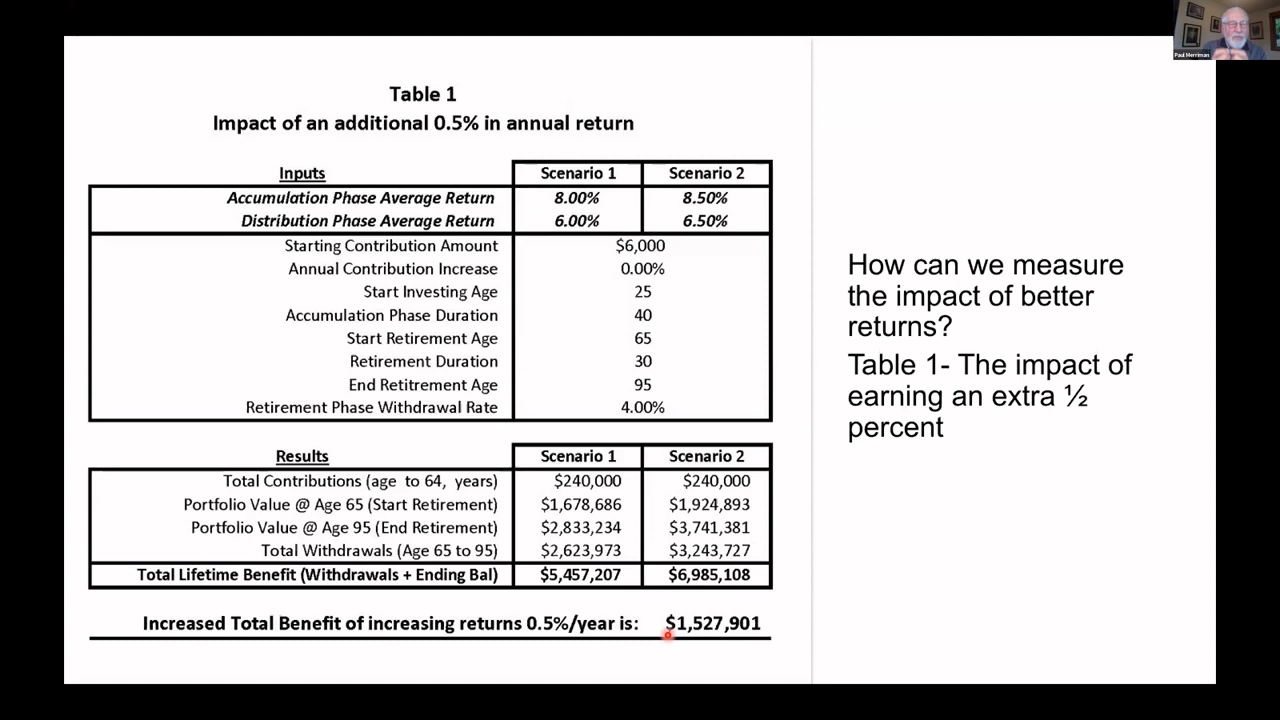 Paul Merriman
Table 1
Impact of an additional 0.5% in annual return
Inputs Scenario 1 Scenario 2
Accumulation Phase Average Return 8.00% 8.50%
Distribution Phase Average Return 6.00% 6.50%
Starting Contribution Amount $6,000
Annual Contribution Increase 0.00%
Start Investing Age 25
Accumulation Phase Duration 40
Start Retirement Age 65
Retirement Duration 30
End Retitrement Age 95
Retirement Phase Withdrawal Rate 4.00%
Results Scenario 1 Scenario 2
Total Contributions (age to 64, years) $240,000 $240,000
Portfolio Value @ Age 65 (Start Retirement) $1,678,686 $1,924,893
Portfolio Value @ Age 95 (End Retirement) $2,833,234 $3,741,381
Total Withdrawals (Age 65 to 95) $2,623,973 $3,243,727
Total Lifetime Benefit (Withdrawals + Ending Bal) $5,457,207 $6,985,108
Increased Total Benefit of increasing returns 0.5%/year is: $1,527,901
How can we measure
the impact of better
returns?
Table 1- The impact of
earning an extra ½
percent